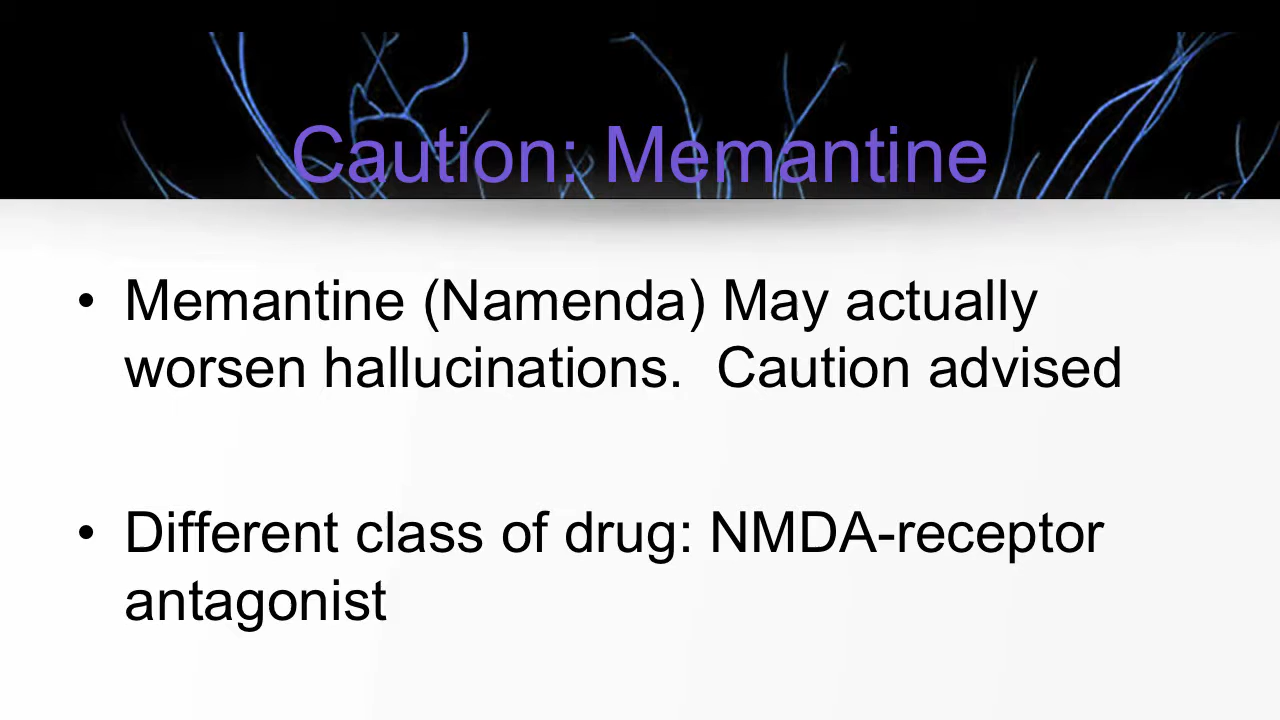 Caution: Memantine
• Memantine (Namenda) May actually
worsen hallucinations.  Caution advised
• Different class of drug: NMDA-receptor
antagonist